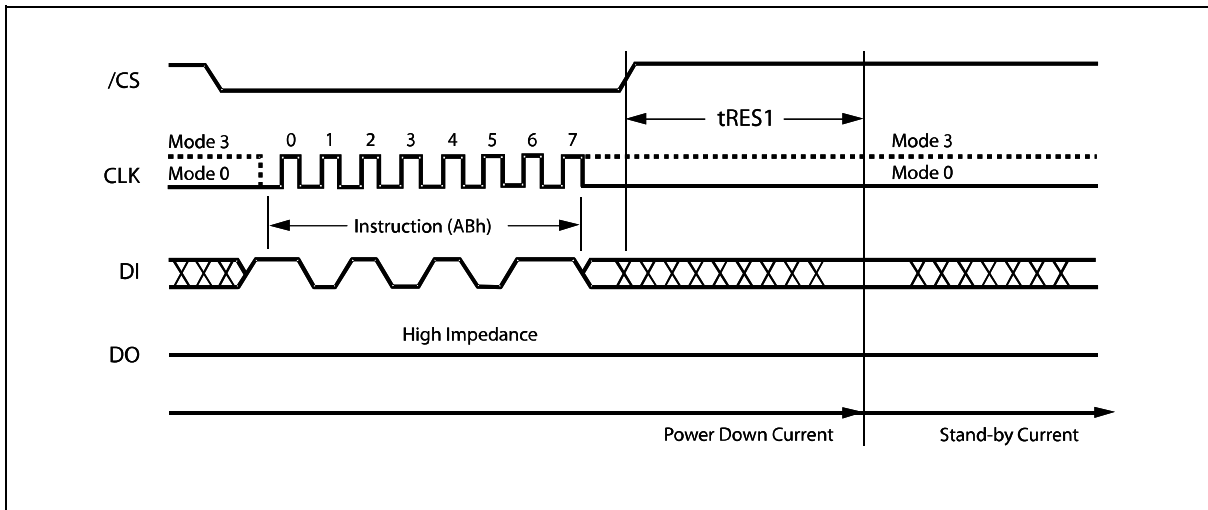 /CS
tRES1
Mode 3 0 1 2 3 4 5 6 7 Mode 3
CLK Mode 0 Mode 0
Instruction (ABh)
DI
High Impedance
DO
Power Down Current Stand-by Current